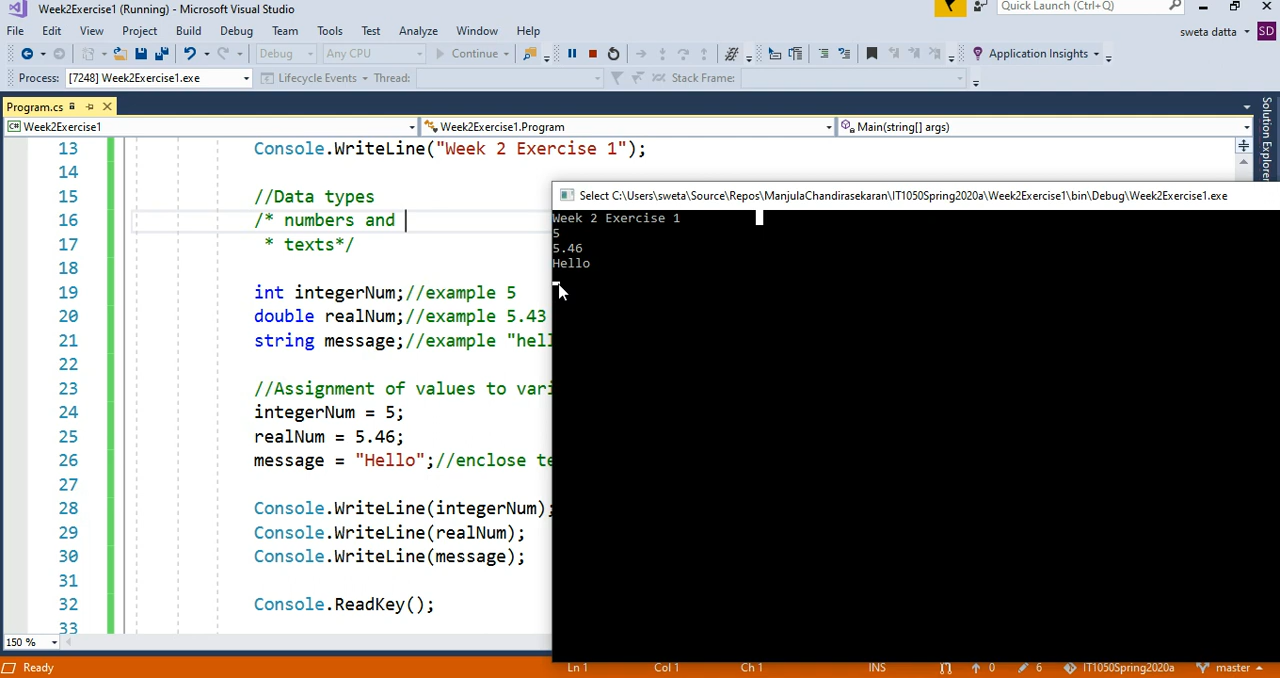 Week2Exercise1 (Running) - Microsoft Visual Studio
Quick Launch (Ctrl+Q)
File Edit View Project Build Debug Team Tools Test Analyze Window Help
sweta datta SD
Debug Any CPU Continue Application Insights
Process: [7248] Week2Exercise1.exe Lifecycle Events Thread: Stack Frame:
Program.cs
Solution Explorer
C# Week2Exercise1 Week2Exercise1.Program Main(string[] args)
13 Console.WriteLine("Week 2 Exercise 1");
14
15 //Data types
16 /* numbers and
17 * texts*/
18
19 int integerNum;//example 5
20 double realNum;//example 5.43
21 string message;//example "hel
22
23 //Assignment of values to vari
24 integerNum = 5;
25 realNum = 5.46;
26 message = "Hello";//enclose te
27
28 Console.WriteLine(integerNum);
29 Console.WriteLine(realNum);
30 Console.WriteLine(message);
31
32 Console.ReadKey();
33
Select C:\Users\sweta\Source\Repos\ManjulaChandirasekaran\IT1050Spring2020a\Week2Exercise1\bin\Debug\Week2Exercise1.exe
Week 2 Exercise 1
5
5.46
Hello
150 %
Ready Ln 1 Col 1 Ch 1 INS 0 6 IT1050Spring2020a master